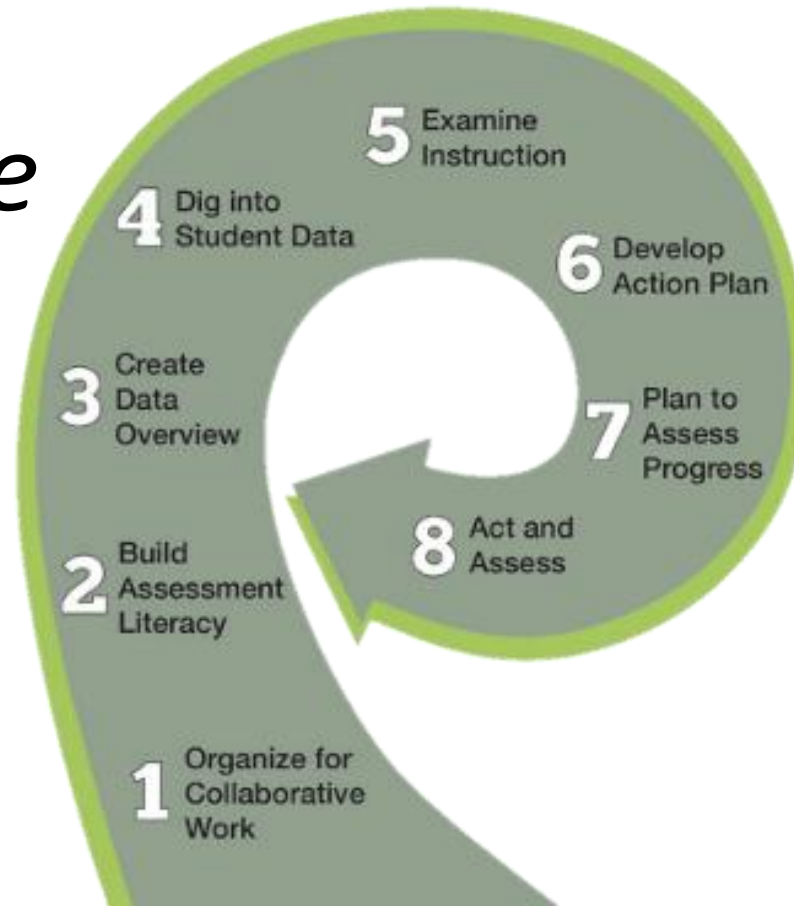 e
5 Examine
Instruction
4 Dig into
Student Data
6 Develop
Action Plan
3 Create
Data
Overview
7 Plan to
Assess
Progress
8 Act and
Assess
2 Build
Assessment
Literacy
1 Organize for
Collaborative
Work